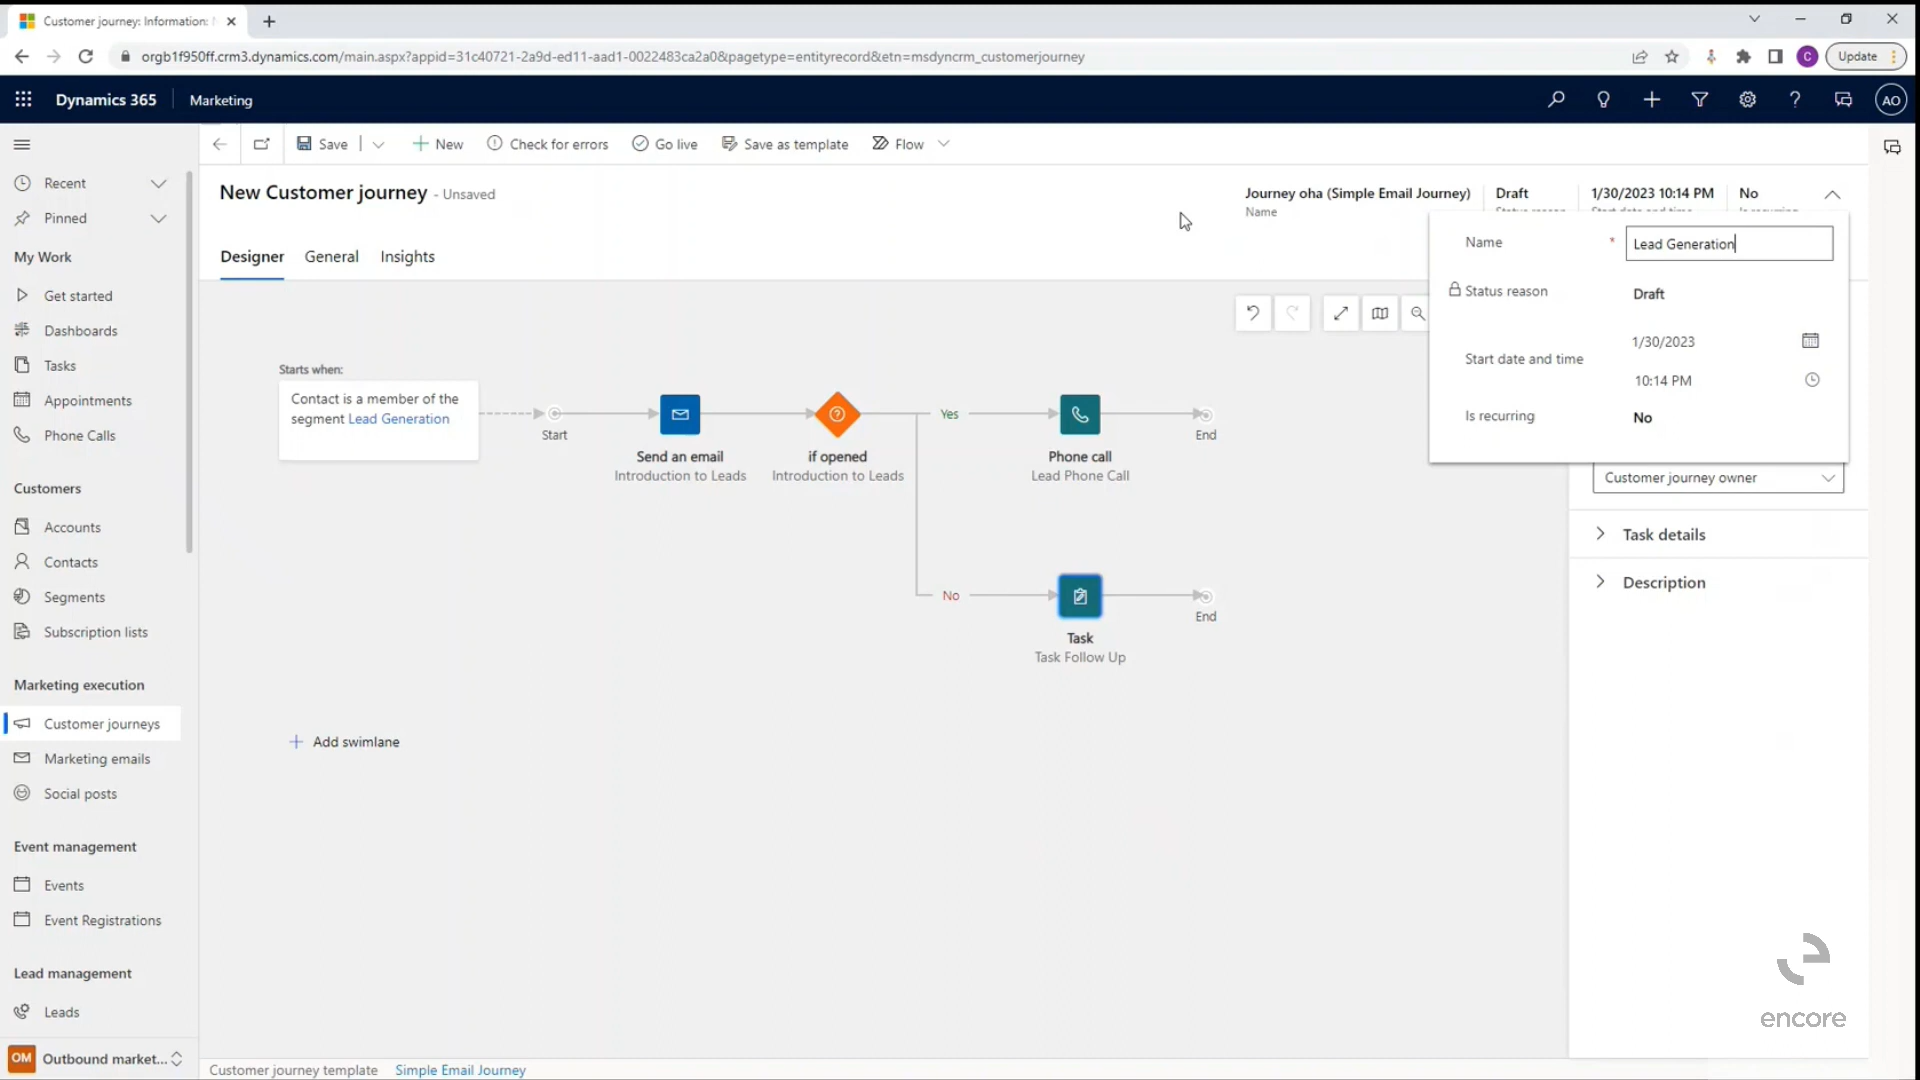 Customer journey: Information:
orgb1f950ff.crm3.dynamics.com/main.aspx?appid=31c40721-2a9d-ed11-aad1-0022483ca2a0&pagetype=entityrecord&etn=msdyncrm_customerjourney
C
Update
Dynamics 365
Marketing
AO
Save
New
Check for errors
Go live
Save as template
Flow
Recent
Pinned
My Work
Get started
Dashboards
Tasks
Appointments
Phone Calls
Customers
Accounts
Contacts
Segments
Subscription lists
Marketing execution
Customer journeys
Marketing emails
Social posts
Event management
Events
Event Registrations
Lead management
Leads
OM Outbound market...
New Customer journey - Unsaved
Journey oha (Simple Email Journey)
Name
Draft
Status reason
1/30/2023 10:14 PM
Start date and time
No
Is recurring
Designer
General
Insights
Name * Lead Generation
Status reason Draft
Start date and time
1/30/2023
10:14 PM
Is recurring No
Customer journey owner
Task details
Description
Starts when:
Contact is a member of the
segment Lead Generation
Start
Send an email
Introduction to Leads
if opened
Introduction to Leads
Yes
Phone call
Lead Phone Call
End
No
Task
Task Follow Up
End
Add swimlane
encore
Customer journey template Simple Email Journey